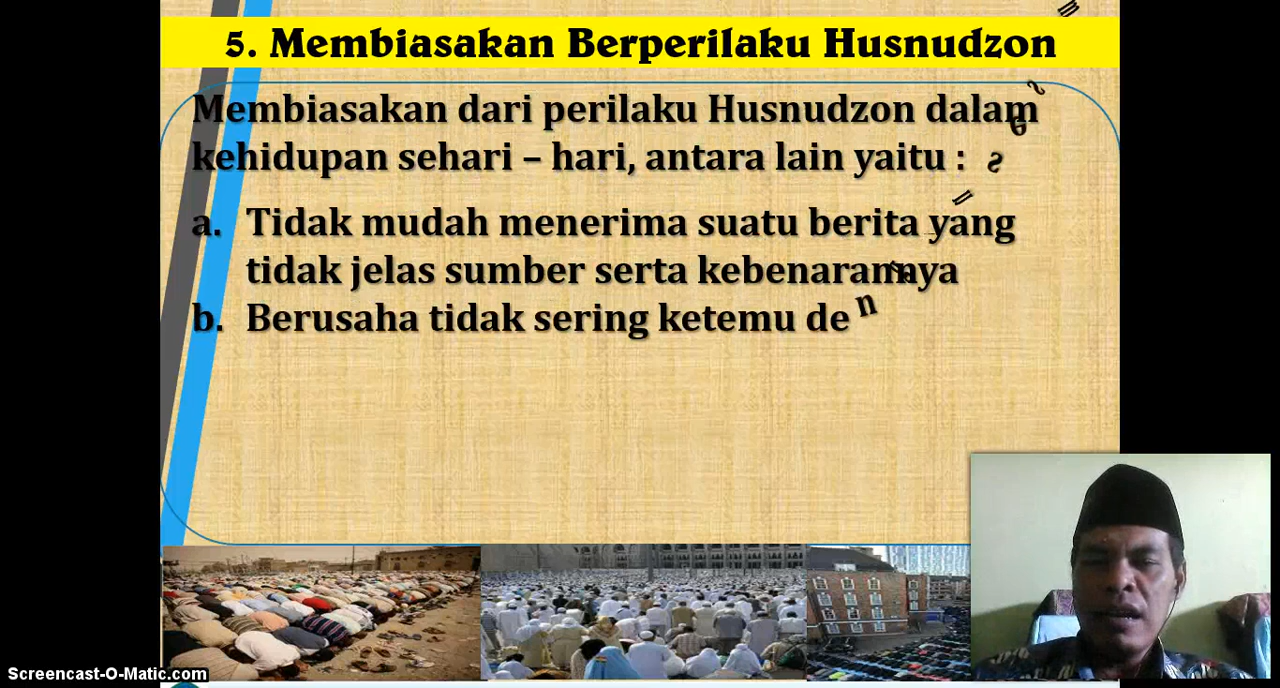 5. Membiasakan Berperilaku Husnudzon
Membiasakan dari perilaku Husnudzon dalam
kehidupan sehari – hari, antara lain yaitu :
a. Tidak mudah menerima suatu berita yang
tidak jelas sumber serta kebenarannya
b. Berusaha tidak sering ketemu de
Screencast-O-Matic.com